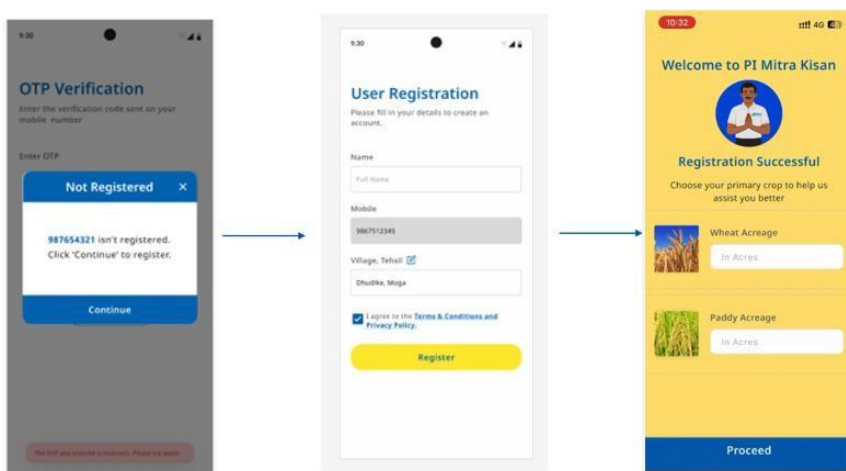 9:30
OTP Verification
Enter the verification code sent on your
mobile number
Enter OTP
Not Registered ×
987654321 isn't registered.
Click 'Continue' to register.
Continue
The OTP you entered is incorrect. Please try again
9:30
User Registration
Please fill in your details to create an
account.
Name
Full Name
Mobile
9867512345
Village, Tehsil
Dhudike, Moga
I agree to the Terms & Conditions and
Privacy Policy.
Register
10:32
4G
Welcome to PI Mitra Kisan
Registration Successful
Choose your primary crop to help us
assist you better
Wheat Acreage
In Acres
Paddy Acreage
In Acres
Proceed